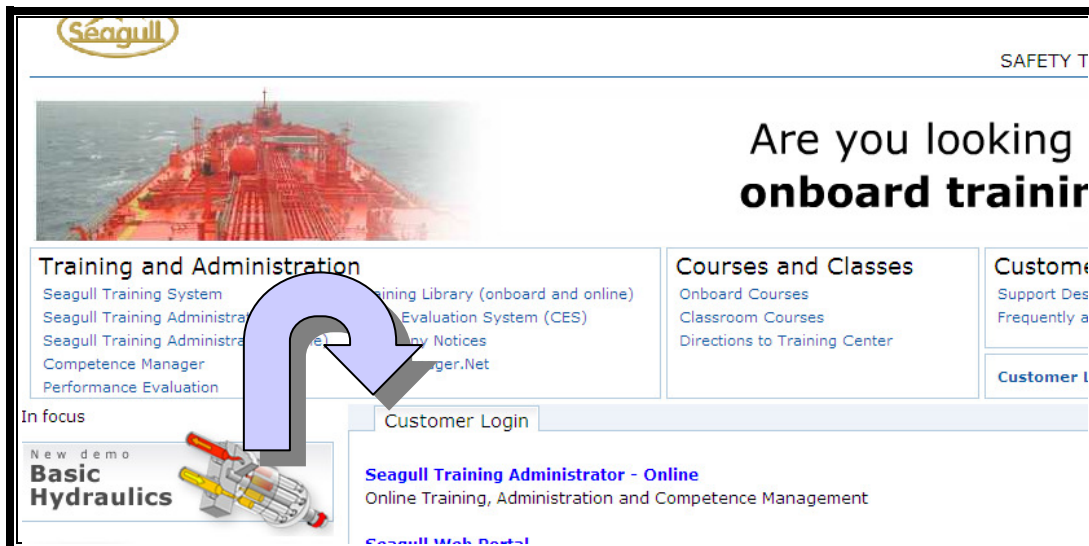 Seagull
SAFETY T
Are you looking
onboard trainin
Training and Administration
Seagull Training System
Seagull Training Administra
Seagull Training Administra
Competence Manager
Performance Evaluation
aining Library (onboard and online)
Evaluation System (CES)
e)
ny Notices
ger.Net
Courses and Classes
Onboard Courses
Classroom Courses
Directions to Training Center
Custome
Support Des
Frequently a
Customer L
In focus
New demo
Basic
Hydraulics
Customer Login
Seagull Training Administrator - Online
Online Training, Administration and Competence Management
Seagull Web Portal